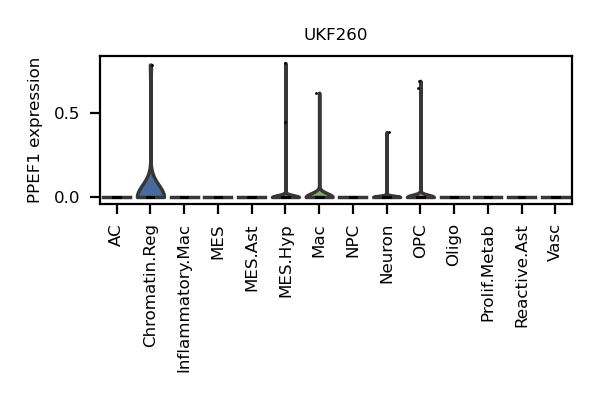 UKF260
PPEF1 expression
0.5
0.0
AC
Chromatin.Reg
Inflammatory.Mac
MES
MES.Ast
MES.Hyp
Mac
NPC
Neuron
OPC
Oligo
Prolif.Metab
Reactive.Ast
Vasc